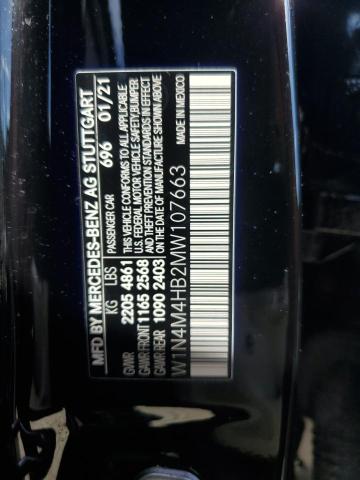 MFD BY MERCEDES-BENZ AG STUTTGART
PASSENGER CAR 696 01/21
KG LBS
GVWR 2205 4861
GAWR FRONT 1165 2568
GAWR REAR 1090 2403
THIS VEHICLE CONFORMS TO ALL APPLICABLE
U.S. FEDERAL MOTOR VEHICLE SAFETY, BUMPER
AND THEFT PREVENTION STANDARDS IN EFFECT
ON THE DATE OF MANUFACTURE SHOWN ABOVE.
MADE IN MEXICO
W1N4M4HB2MW107663